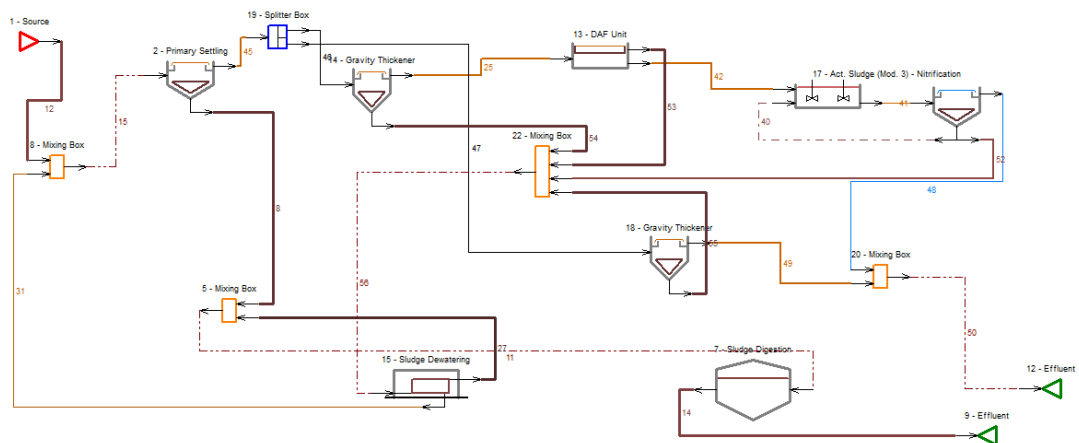 1 - Source
19 - Splitter Box
2 - Primary Settling
13 - DAF Unit
45
46
14 - Gravity Thickener
25
42
17 - Act. Sludge (Mod. 3) - Nitrification
12
15
53
40
41
8 - Mixing Box
22 - Mixing Box
54
47
52
48
8
18 - Gravity Thickener
55
49
20 - Mixing Box
31
56
5 - Mixing Box
50
27
11
7 - Sludge Digestion
15 - Sludge Dewatering
12 - Effluent
14
9 - Effluent